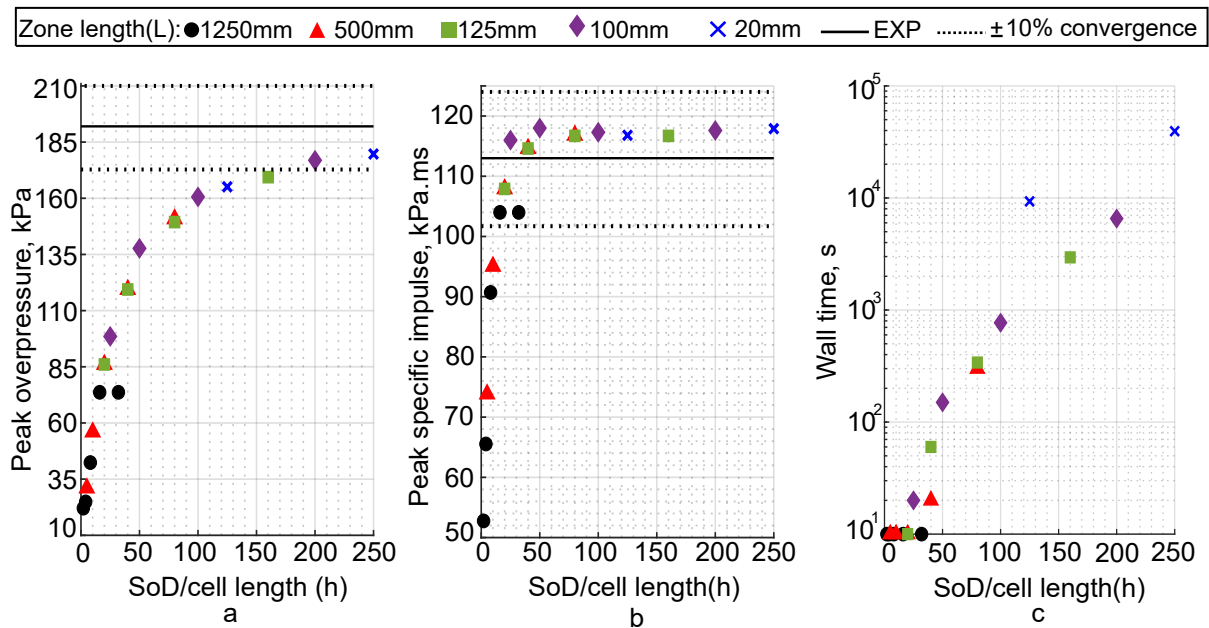 Zone length(L): 1250mm 500mm 125mm 100mm 20mm EXP ±10% convergence
Peak overpressure, kPa
210
185
160
135
110
85
60
35
10
0 50 100 150 200 250
SoD/cell length (h)
a
Peak specific impulse, kPa.ms
120
110
100
90
80
70
60
50
0 50 100 150 200 250
SoD/cell length(h)
b
Wall time, s
10^5
10^4
10^3
10^2
10^1
0 50 100 150 200 250
SoD/cell length(h)
c